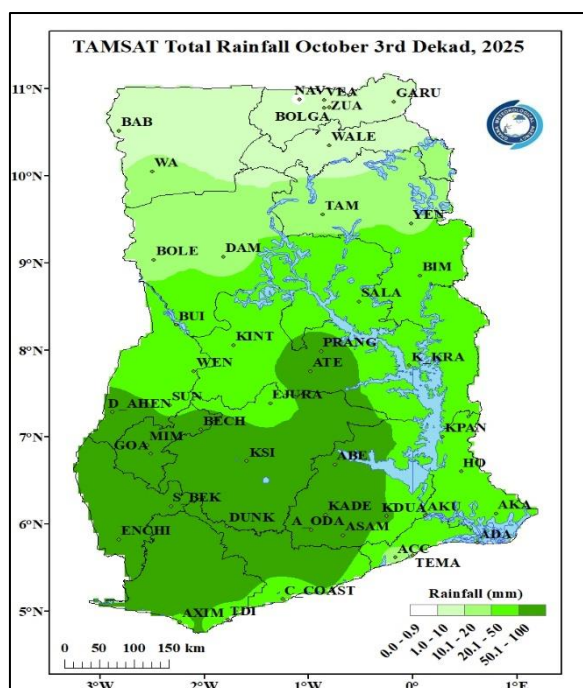 TAMSAT Total Rainfall October 3rd Dekad, 2025
11°N
10°N
9°N
8°N
7°N
6°N
5°N
NAV VEA GARU
ZUA
BOLGA
BAB
WALE
WA
TAM
YEN
BOLE DAM
BIM
SALA
BUI
KINT
PRANG
WEN ATE K_KRA
D_AHEN SUN EJURA
BECH
MIM KPAN
GOA
KSI ABE
HO
S_BEK KADE KDUA AKU AKA
DUNK A_ODA
ENCHI ASAM ADA
ACC
TEMA
C_COAST
AXIM TDI
Rainfall (mm)
0.0 - 0.9
1.0 - 10
10.1 - 20
20.1 - 50
50.1 - 100
0 50 100 150 km
3°W 2°W 1°W 0° 1°E